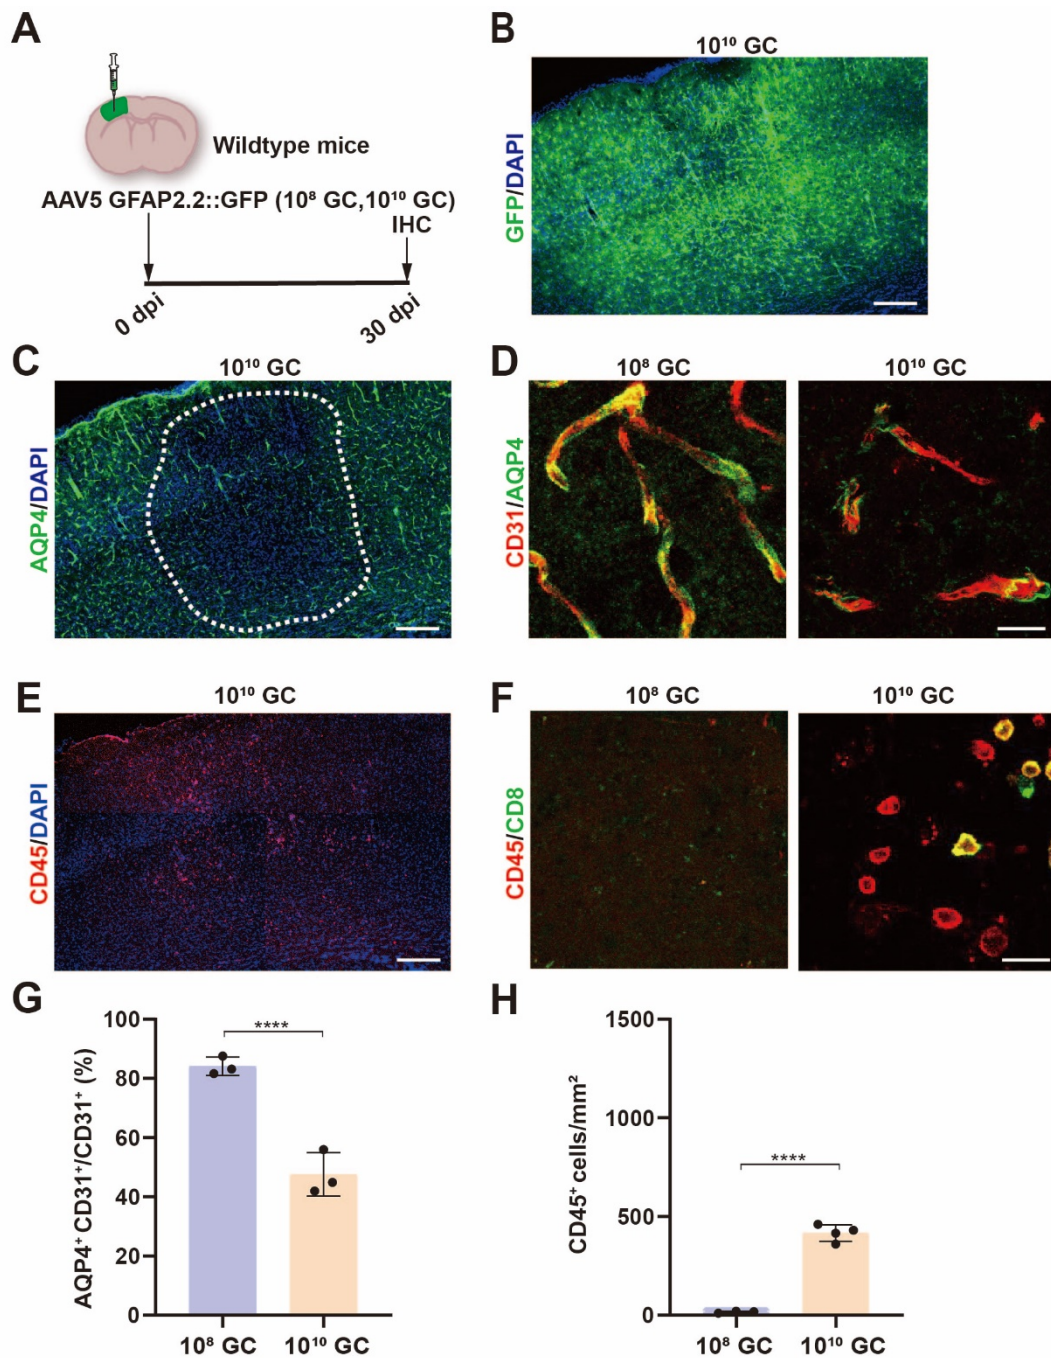 A
Wildtype mice
AAV5 GFAP2.2::GFP (10⁸ GC,10¹⁰ GC)
IHC
0 dpi
30 dpi
B
10¹⁰ GC
GFP/DAPI
C
10¹⁰ GC
AQP4/DAPI
D
10⁸ GC
10¹⁰ GC
CD31/AQP4
E
10¹⁰ GC
CD45/DAPI
F
10⁸ GC
10¹⁰ GC
CD45/CD8
G
AQP4⁺ CD31⁺/CD31⁺ (%)
100
80
60
40
20
0
****
10⁸ GC
10¹⁰ GC
H
CD45⁺ cells/mm²
1500
1000
500
0
****
10⁸ GC
10¹⁰ GC